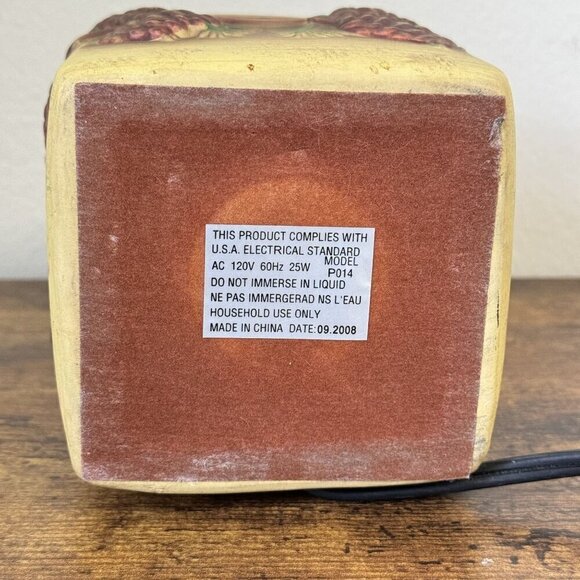 THIS PRODUCT COMPLIES WITH
U.S.A. ELECTRICAL STANDARD
AC 120V 60Hz 25W MODEL P014
DO NOT IMMERSE IN LIQUID
NE PAS IMMERGERAD NS L'EAU
HOUSEHOLD USE ONLY
MADE IN CHINA DATE:09.2008